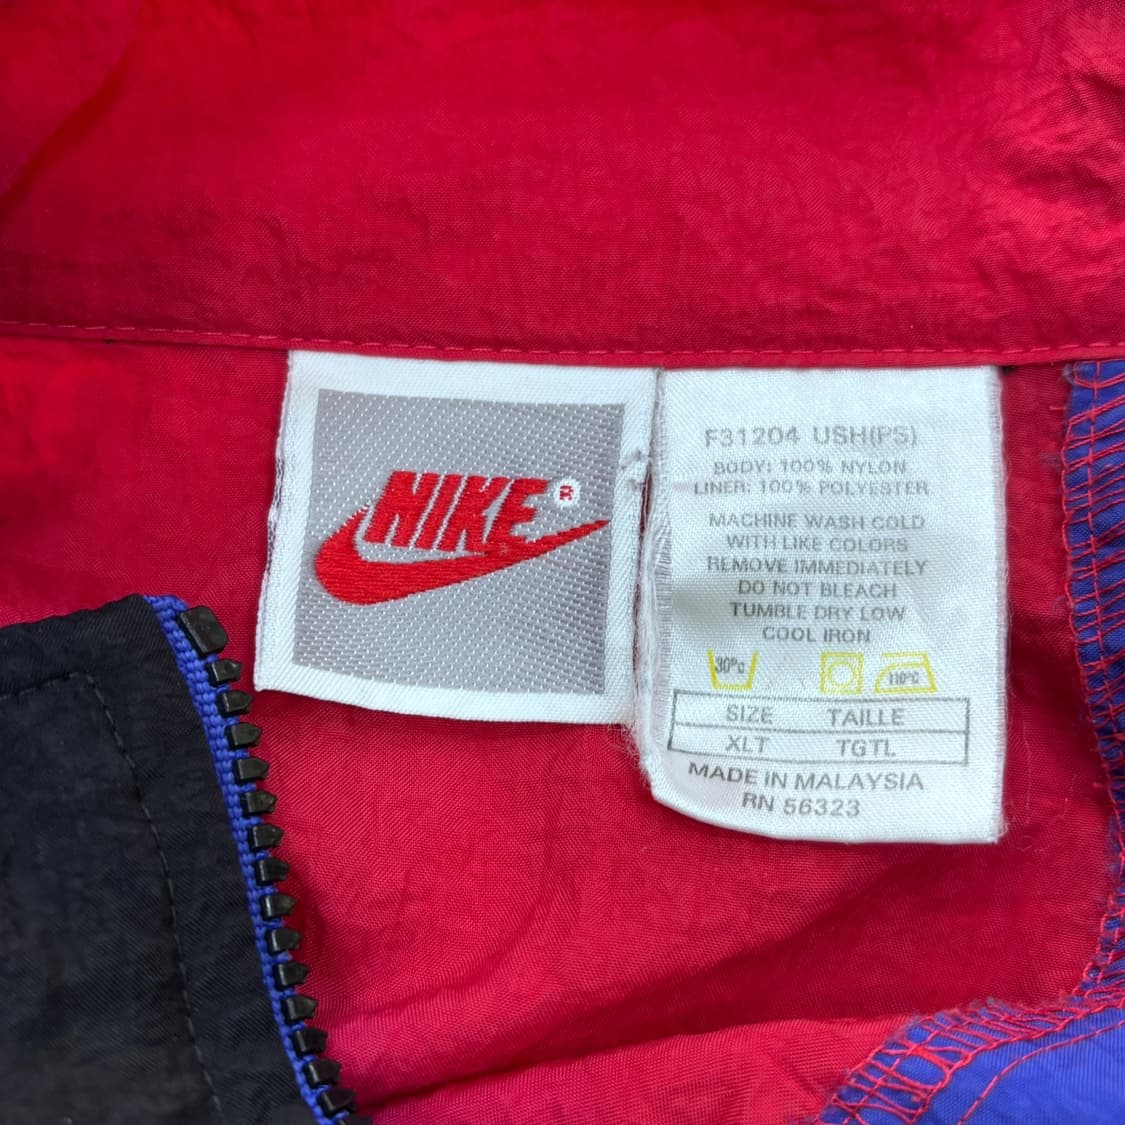 NIKE®
F31204 USH(PS)
BODY: 100% NYLON
LINER: 100% POLYESTER
MACHINE WASH COLD
WITH LIKE COLORS
REMOVE IMMEDIATELY
DO NOT BLEACH
TUMBLE DRY LOW
COOL IRON
30°C 110°C
SIZE TAILLE
XLT TGTL
MADE IN MALAYSIA
RN 56323